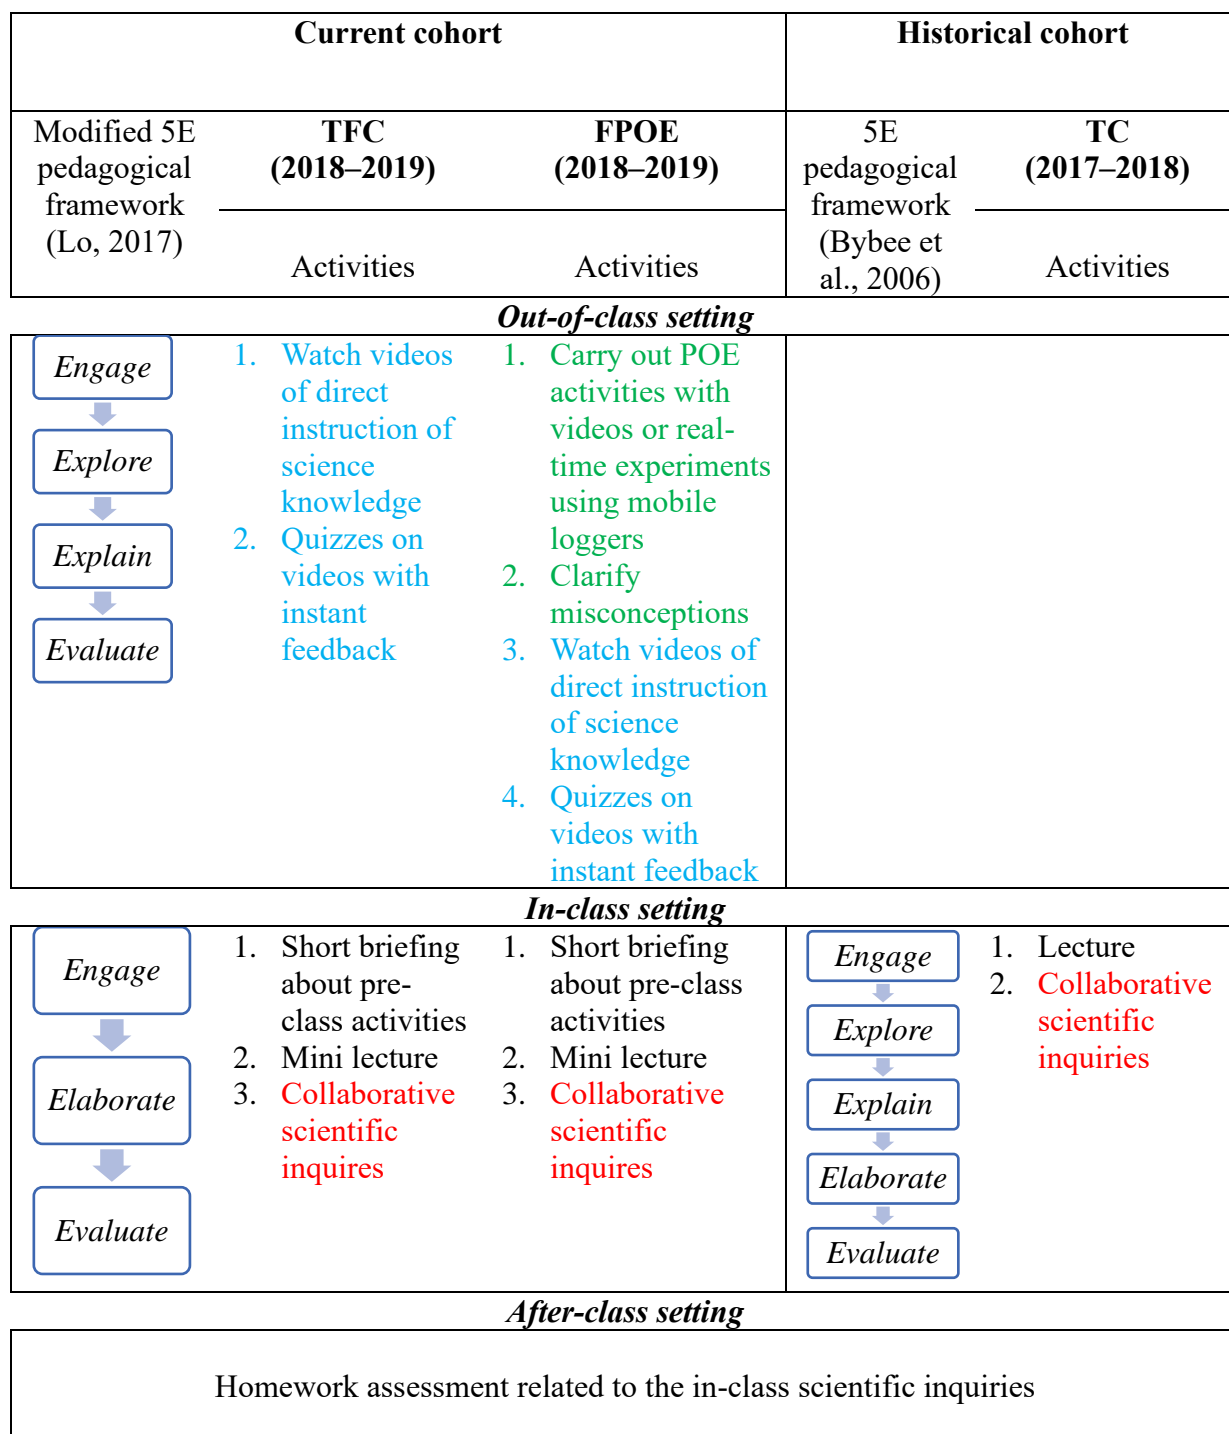 Current cohort
Historical cohort
Modified 5E
pedagogical
framework
(Lo, 2017)
TFC
(2018–2019)
Activities
FPOE
(2018–2019)
Activities
5E
pedagogical
framework
(Bybee et
al., 2006)
TC
(2017–2018)
Activities
Out-of-class setting
Engage
Explore
Explain
Evaluate
1. Watch videos
of direct
instruction of
science
knowledge
2. Quizzes on
videos with
instant
feedback
1. Carry out POE
activities with
videos or real-
time experiments
using mobile
loggers
2. Clarify
misconceptions
3. Watch videos of
direct instruction
of science
knowledge
4. Quizzes on
videos with
instant feedback
In-class setting
Engage
Elaborate
Evaluate
1. Short briefing
about pre-
class activities
2. Mini lecture
3. Collaborative
scientific
inquires
1. Short briefing
about pre-class
activities
2. Mini lecture
3. Collaborative
scientific
inquires
Engage
Explore
Explain
Elaborate
Evaluate
1. Lecture
2. Collaborative
scientific
inquiries
After-class setting
Homework assessment related to the in-class scientific inquiries